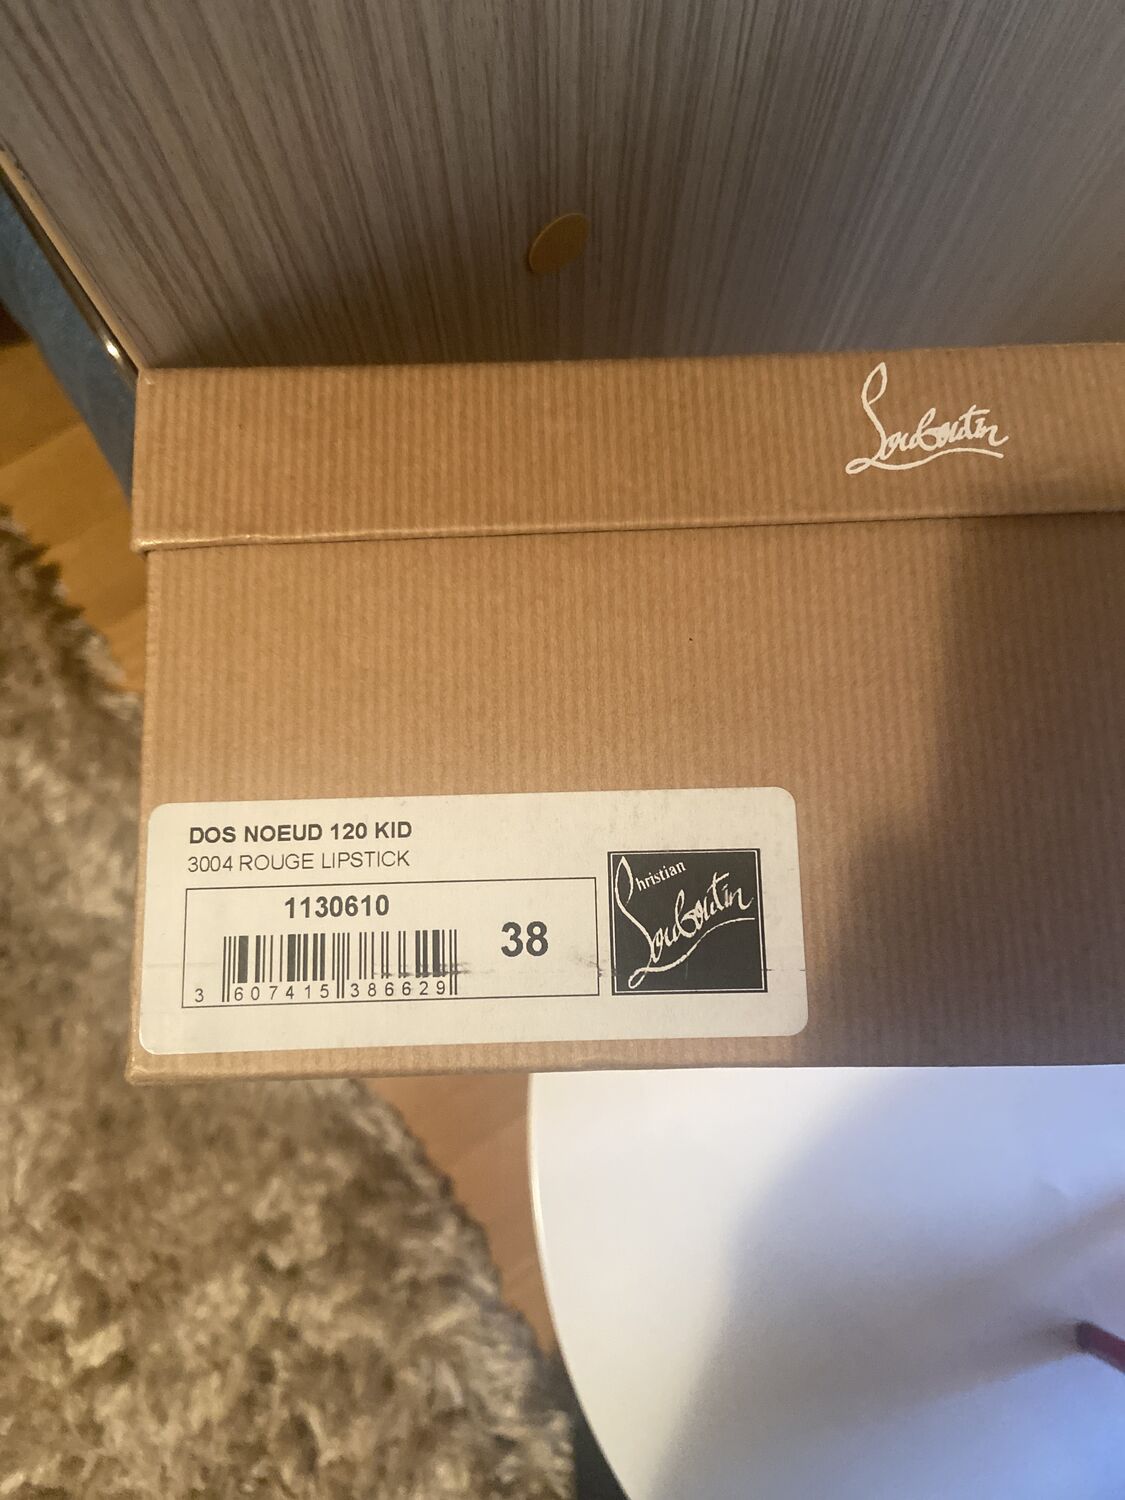 Louboutin
DOS NOEUD 120 KID
3004 ROUGE LIPSTICK
1130610
38
3 607415 386629
Christian
Louboutin